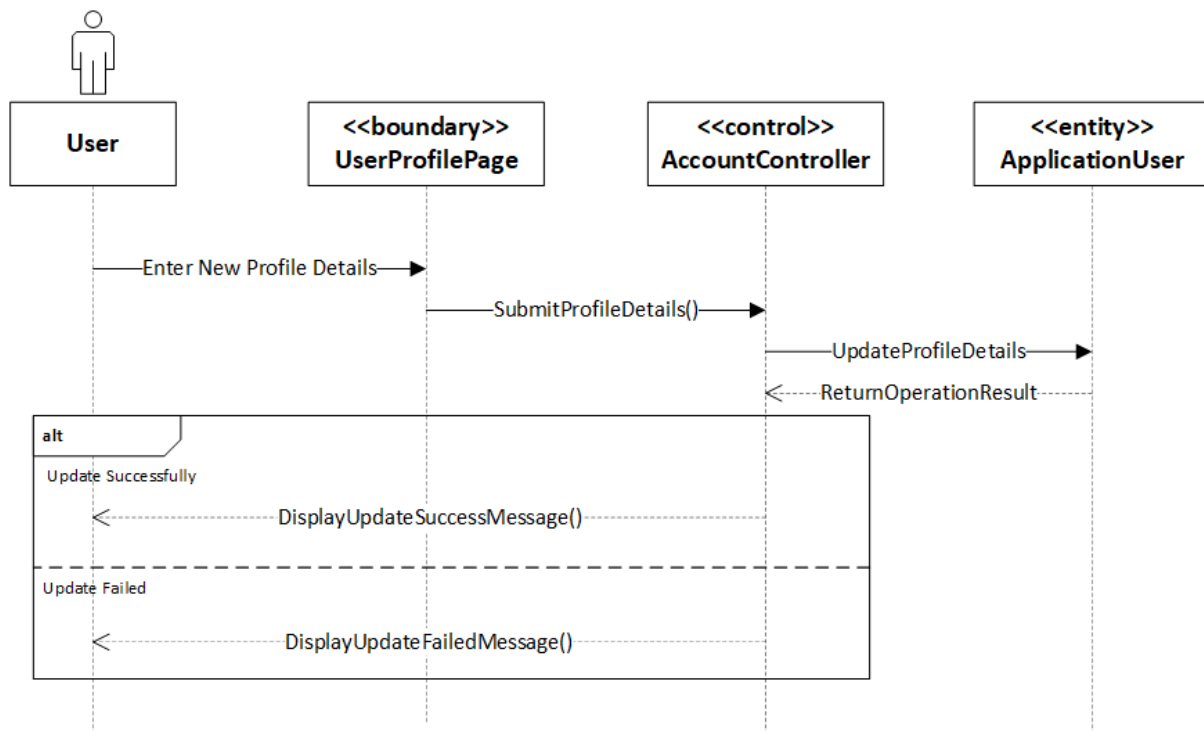 User
<<boundary>>
UserProfilePage
<<control>>
AccountController
<<entity>>
ApplicationUser
Enter New Profile Details
SubmitProfileDetails()
UpdateProfileDetails
ReturnOperationResult
alt
Update Successfully
DisplayUpdateSuccessMessage()
Update Failed
DisplayUpdateFailedMessage()